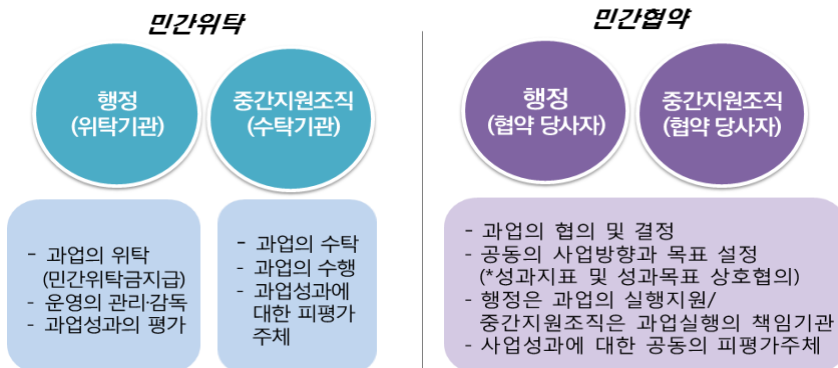 민간위탁
행정
(위탁기관)
중간지원조직
(수탁기관)
- 과업의 위탁
(민간위탁금지급)
- 운영의 관리·감독
- 과업성과의 평가
- 과업의 수탁
- 과업의 수행
- 과업성과에
대한 피평가
주체
민간협약
행정
(협약 당사자)
중간지원조직
(협약 당사자)
- 과업의 협의 및 결정
- 공동의 사업방향과 목표 설정
(*성과지표 및 성과목표 상호협의)
- 행정은 과업의 실행지원/
중간지원조직은 과업실행의 책임기관
- 사업성과에 대한 공동의 피평가주체